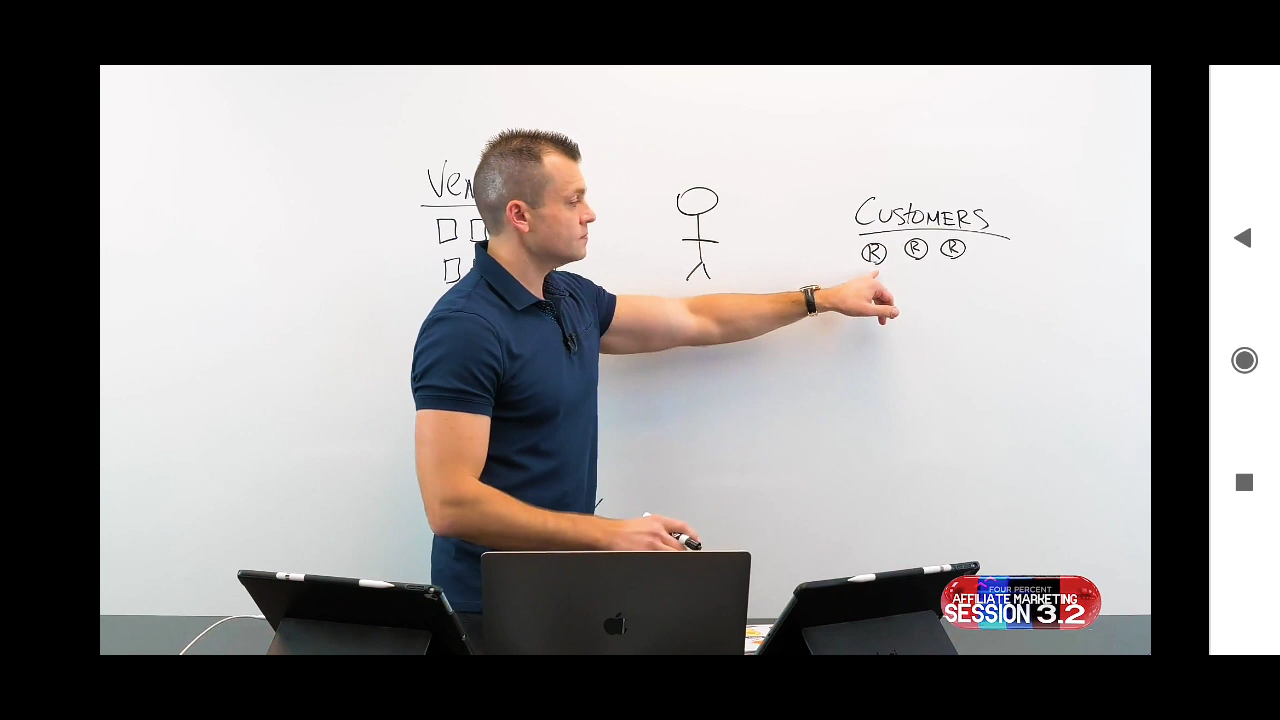 CUSTOMERS
R R R
FOUR PERCENT
AFFILIATE MARKETING
SESSION 3.2